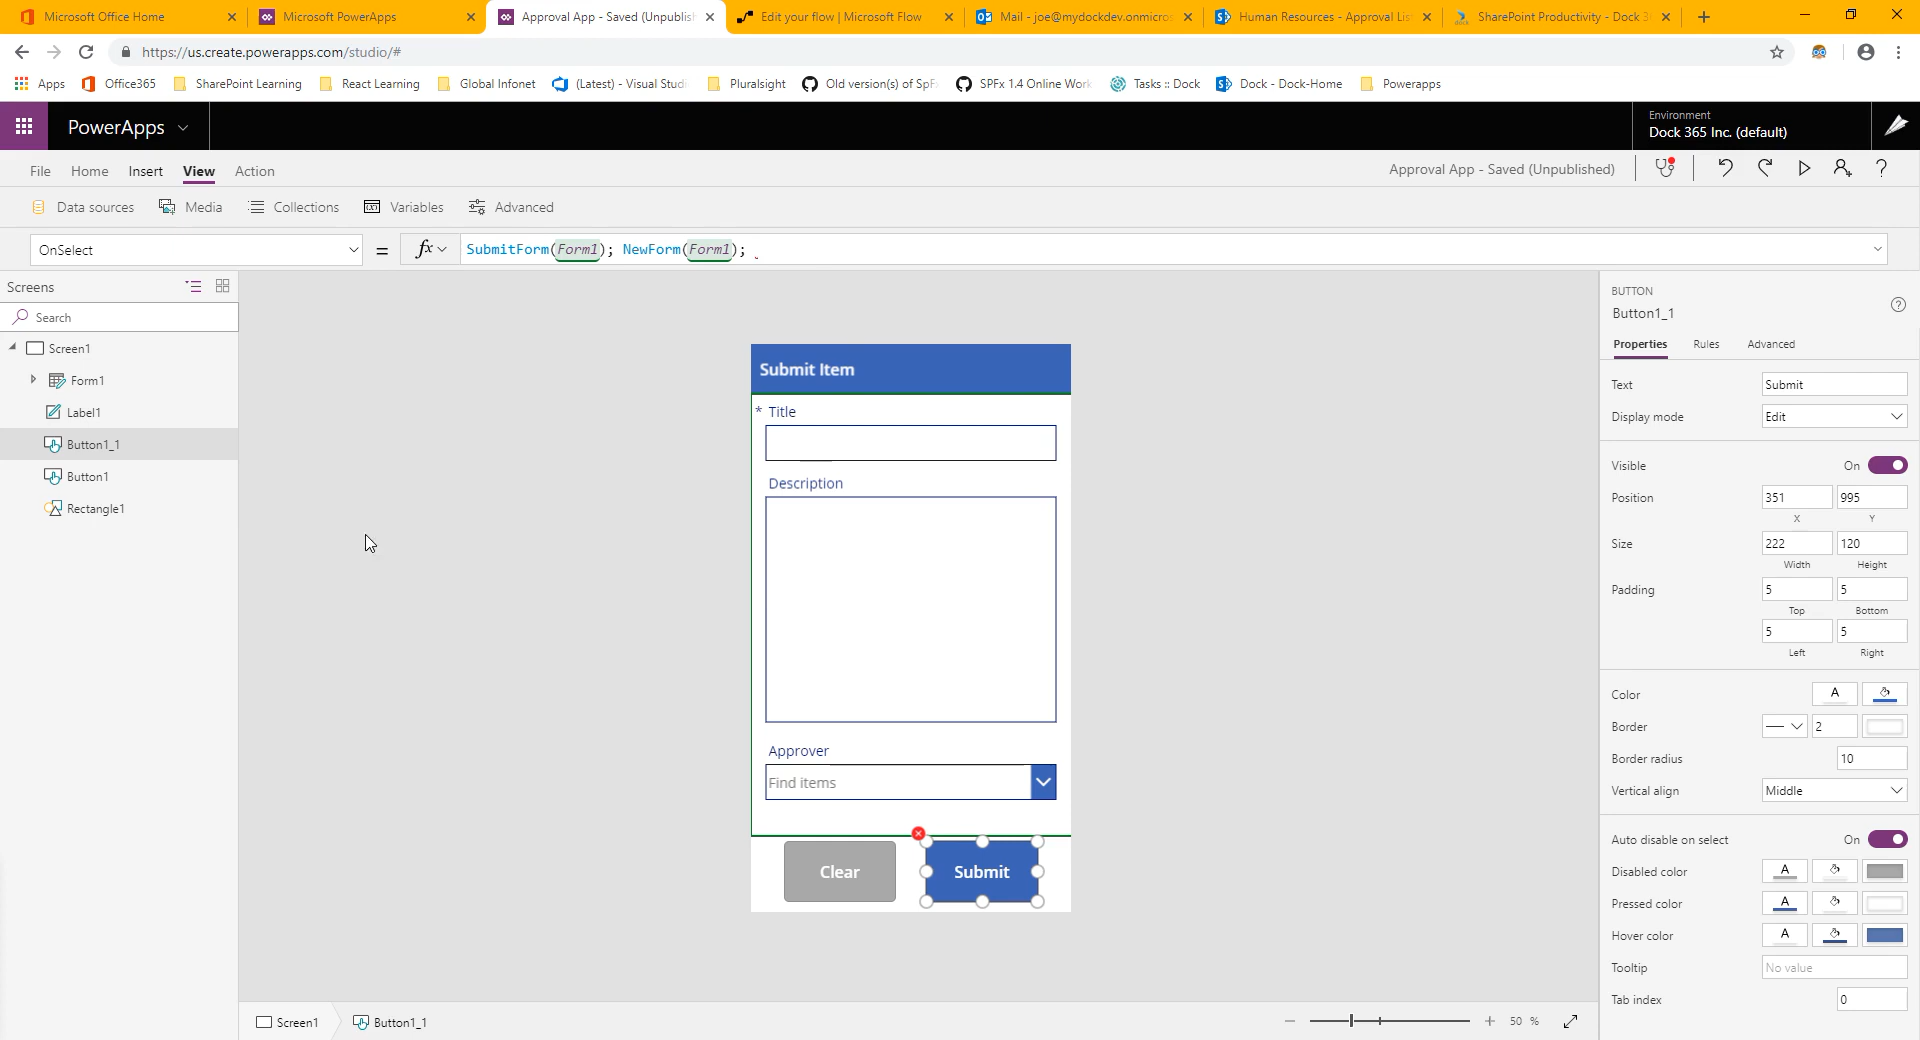 Microsoft Office Home
Microsoft PowerApps
Approval App - Saved (Unpublish
Edit your flow | Microsoft Flow
Mail - joe@mydockdev.onmicros
Human Resources - Approval Lis
SharePoint Productivity - Dock 3
https://us.create.powerapps.com/studio/#
Apps
Office365
SharePoint Learning
React Learning
Global Infonet
(Latest) - Visual Studi
Pluralsight
Old version(s) of SpF
SPFx 1.4 Online Work
Tasks :: Dock
Dock - Dock-Home
Powerapps
PowerApps
Environment
Dock 365 Inc. (default)
File
Home
Insert
View
Action
Approval App - Saved (Unpublished)
Data sources
Media
Collections
Variables
Advanced
OnSelect
=
fx
SubmitForm(Form1); NewForm(Form1);
Screens
Search
Screen1
Form1
Label1
Button1_1
Button1
Rectangle1
Submit Item
* Title
Description
Approver
Find items
Clear
Submit
BUTTON
Button1_1
Properties
Rules
Advanced
Text
Submit
Display mode
Edit
Visible
On
Position
351
995
X
Y
Size
222
120
Width
Height
Padding
5
5
Top
Bottom
5
5
Left
Right
Color
A
Border
2
Border radius
10
Vertical align
Middle
Auto disable on select
On
Disabled color
A
Pressed color
A
Hover color
A
Tooltip
No value
Tab index
0
Screen1
Button1_1
50 %